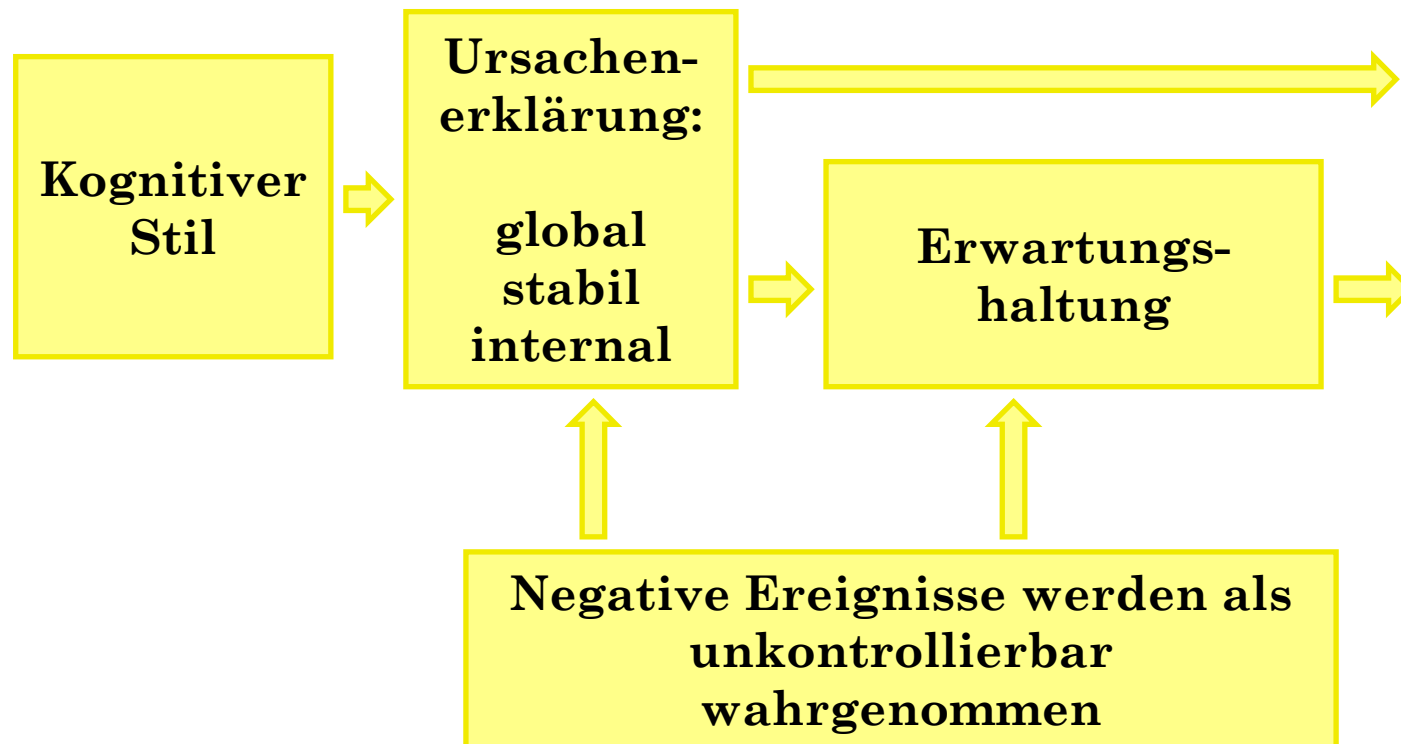 Kognitiver
Stil
Ursachen-
erklärung:
global
stabil
internal
Erwartungs-
haltung
Negative Ereignisse werden als
unkontrollierbar
wahrgenommen